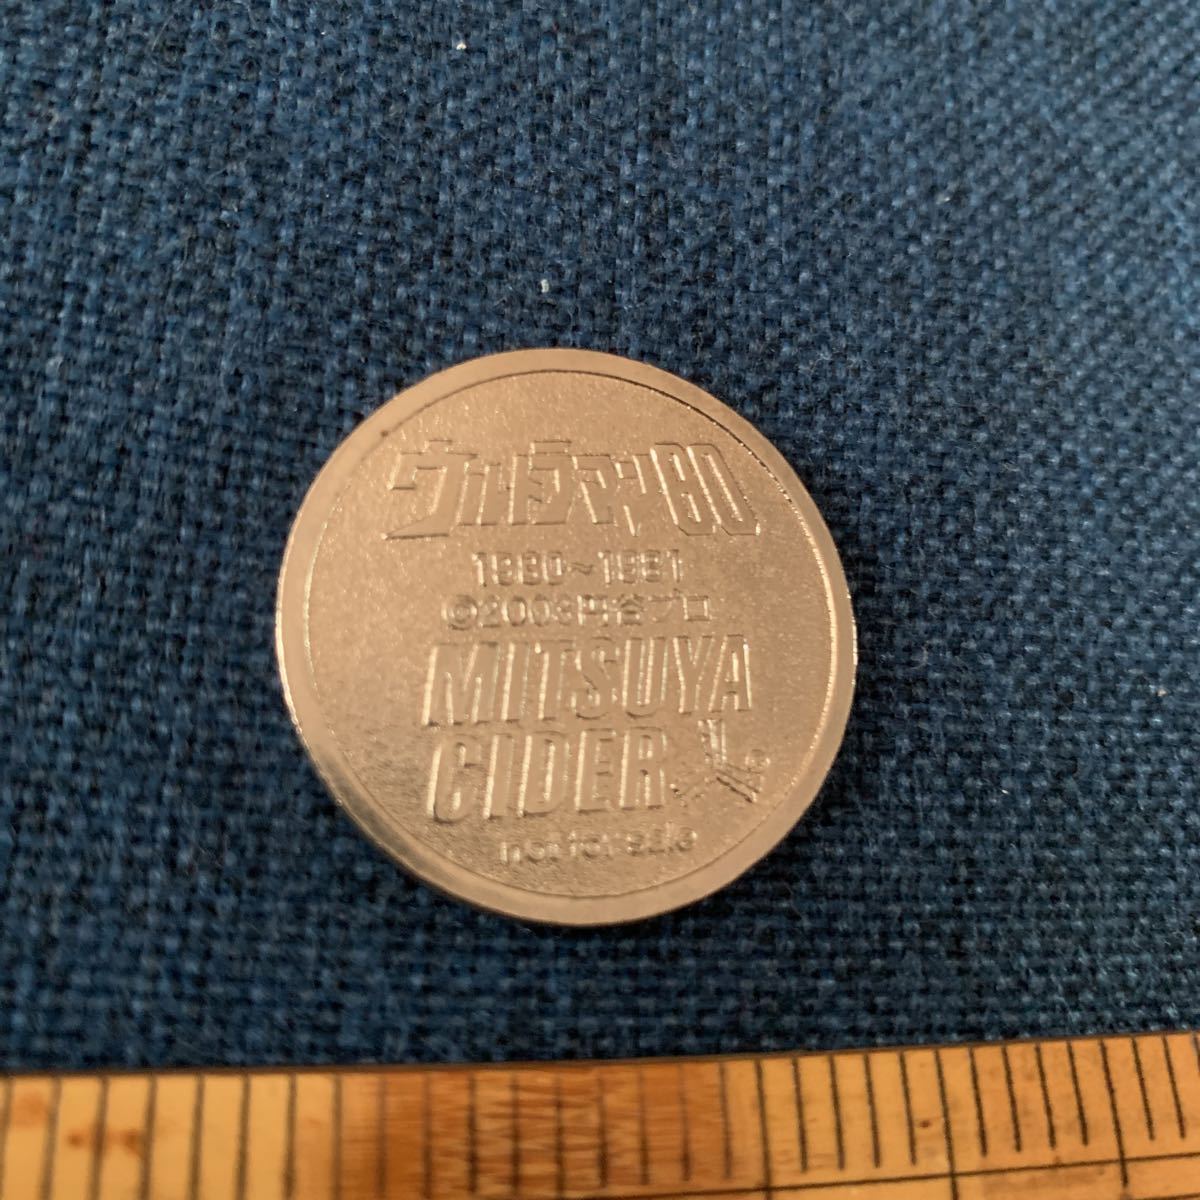 ウルトラマン80
1980~1981
©2003円谷プロ
MITSUYA
CIDER
not for sale